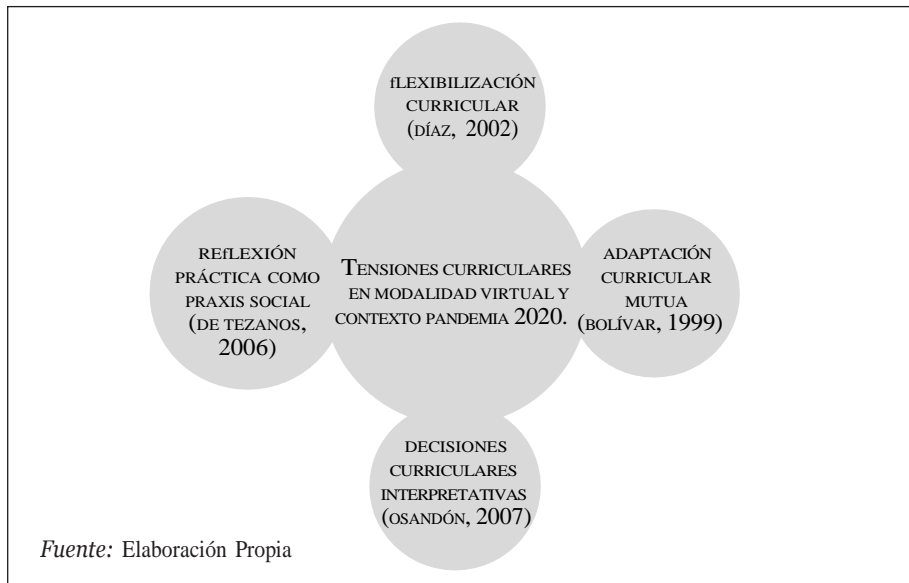 fLEXIBILIZACIÓN
CURRICULAR
(DÍAZ, 2002)
REfLEXIÓN
PRÁCTICA COMO
PRAXIS SOCIAL
(DE TEZANOS,
2006)
TENSIONES CURRICULARES
EN MODALIDAD VIRTUAL Y
CONTEXTO PANDEMIA 2020.
ADAPTACIÓN
CURRICULAR
MUTUA
(BOLÍVAR, 1999)
DECISIONES
CURRICULARES
INTERPRETATIVAS
(OSANDÓN, 2007)
Fuente: Elaboración Propia